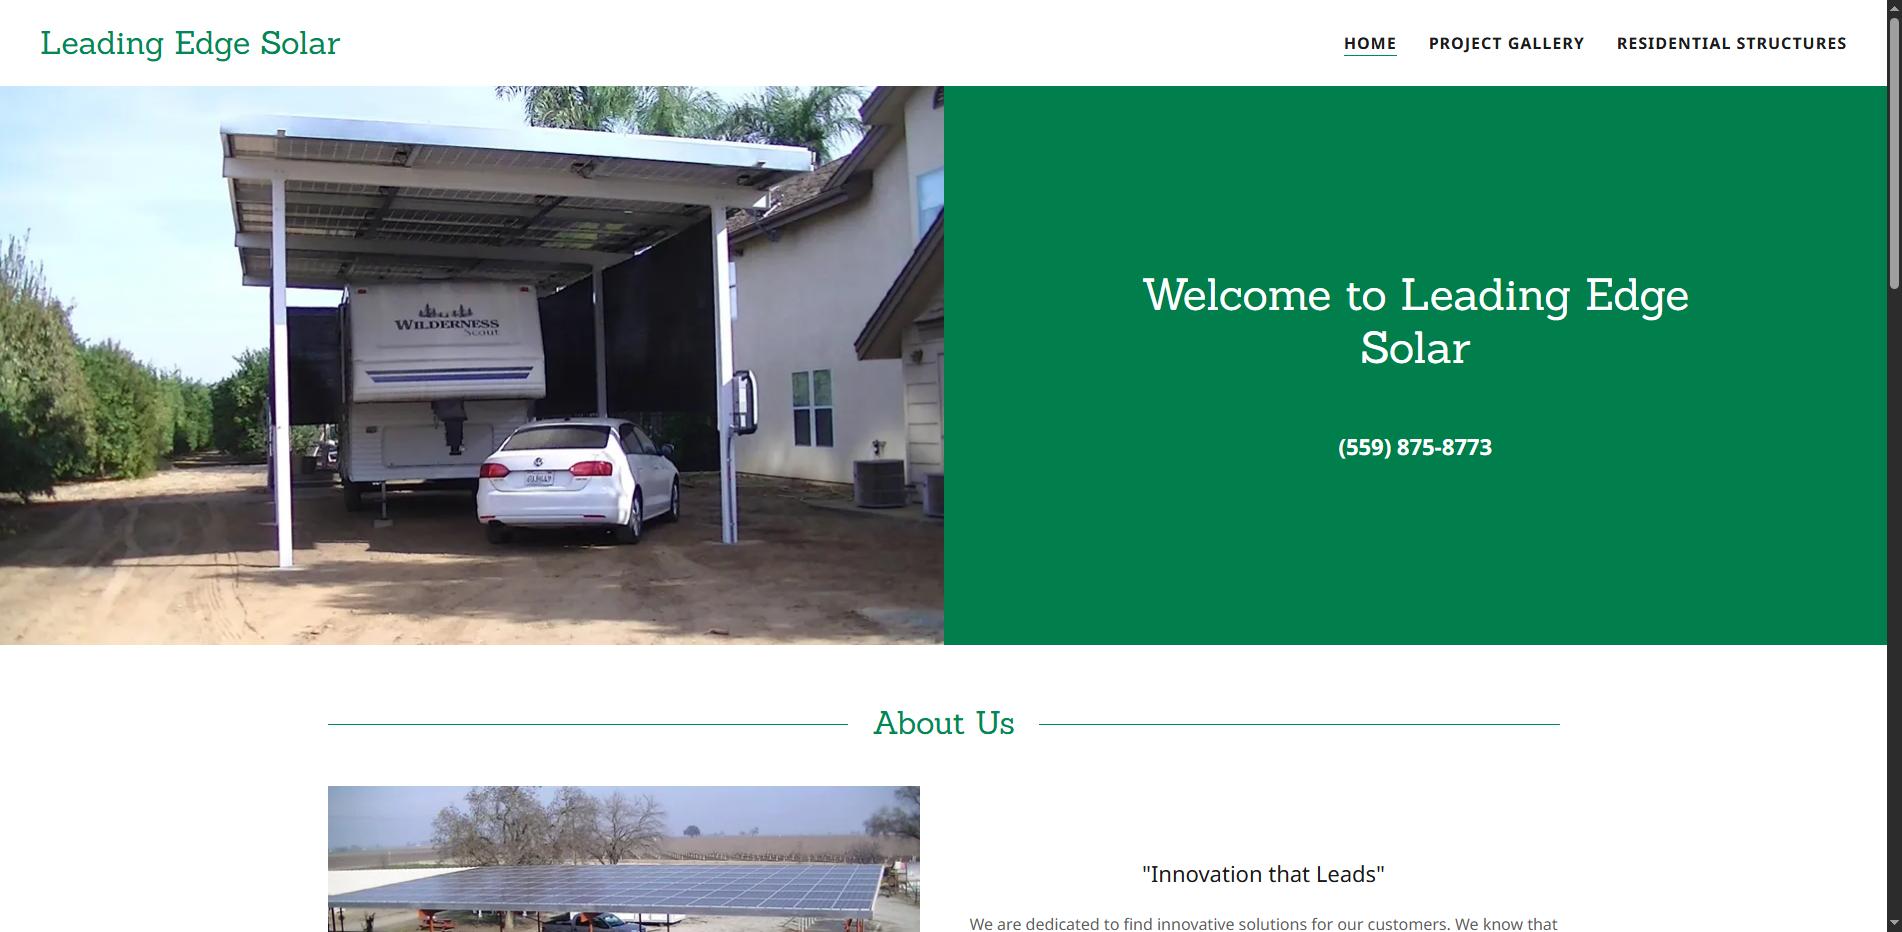 Leading Edge Solar
HOME
PROJECT GALLERY
RESIDENTIAL STRUCTURES
WILDERNESS
Scout
Welcome to Leading Edge
Solar
(559) 875-8773
About Us
"Innovation that Leads"
We are dedicated to find innovative solutions for our customers. We know that